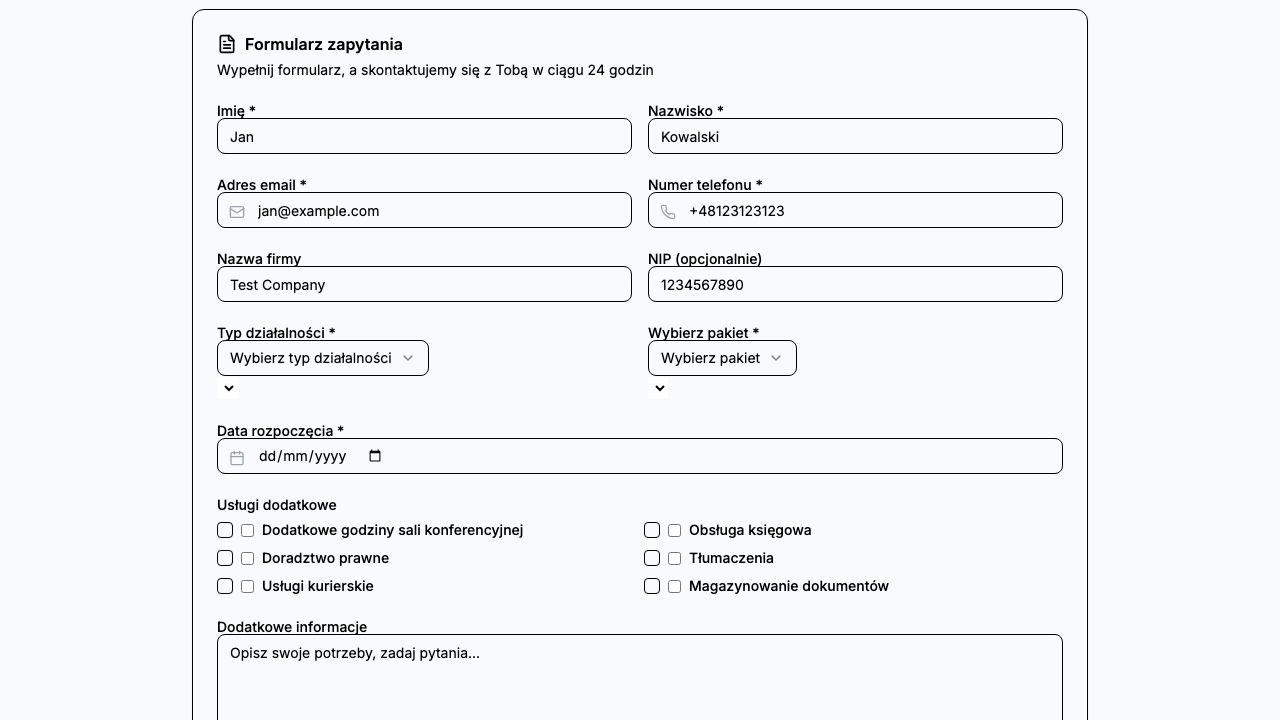 Formularz zapytania
Wypełnij formularz, a skontaktujemy się z Tobą w ciągu 24 godzin
Imię * Nazwisko *
Jan Kowalski
Adres email * Numer telefonu *
jan@example.com +48123123123
Nazwa firmy NIP (opcjonalnie)
Test Company 1234567890
Typ działalności * Wybierz pakiet *
Wybierz typ działalności Wybierz pakiet
Data rozpoczęcia *
dd/mm/yyyy
Usługi dodatkowe
Dodatkowe godziny sali konferencyjnej Obsługa księgowa
Doradztwo prawne Tłumaczenia
Usługi kurierskie Magazynowanie dokumentów
Dodatkowe informacje
Opisz swoje potrzeby, zadaj pytania...